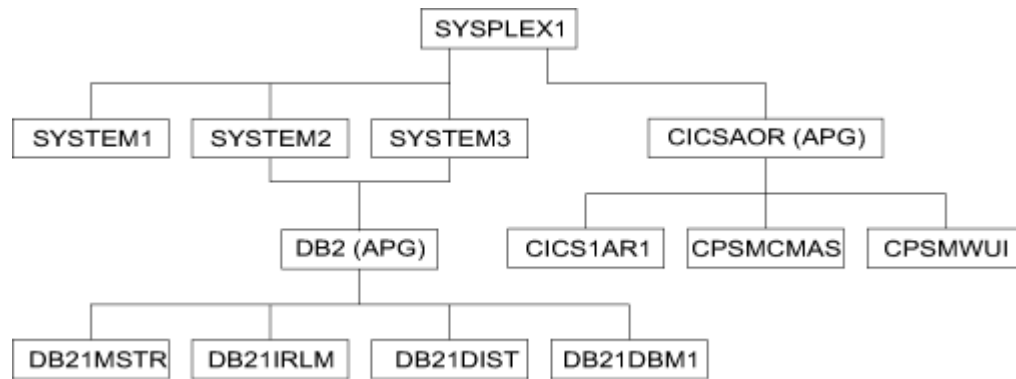 SYSPLEX1
SYSTEM1
SYSTEM2
SYSTEM3
CICSAOR (APG)
DB2 (APG)
CICS1AR1
CPSMCMAS
CPSMWUI
DB21MSTR
DB21IRLM
DB21DIST
DB21DBM1